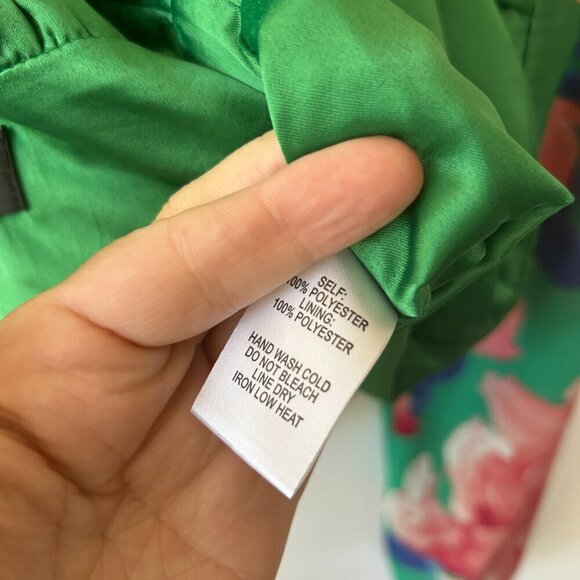 SELF:
100% POLYESTER
LINING:
100% POLYESTER
HAND WASH COLD
DO NOT BLEACH
LINE DRY
IRON LOW HEAT